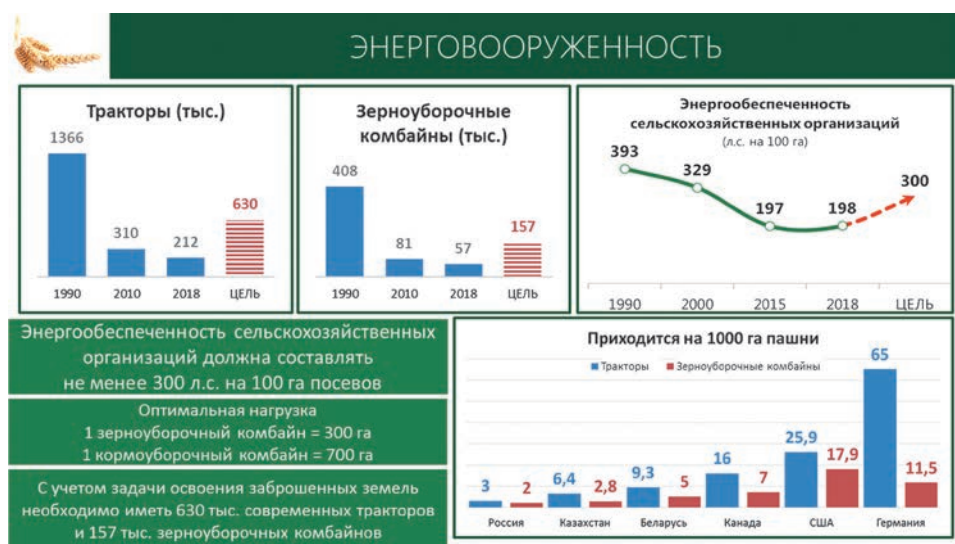 ЭНЕРГОВООРУЖЕННОСТЬ
Тракторы (тыс.)
1366
310
212
630
1990
2010
2018
ЦЕЛЬ
Зерноуборочные
комбайны (тыс.)
408
81
57
157
1990
2010
2018
ЦЕЛЬ
Энергообеспеченность
сельскохозяйственных организаций
(л.с. на 100 га)
393
329
197
198
300
1990
2000
2015
2018
ЦЕЛЬ
Энергообеспеченность сельскохозяйственных
организаций должна составлять
не менее 300 л.с. на 100 га посевов
Оптимальная нагрузка
1 зерноуборочный комбайн = 300 га
1 кормоуборочный комбайн = 700 га
С учетом задачи освоения заброшенных земель
необходимо иметь 630 тыс. современных тракторов
и 157 тыс. зерноуборочных комбайнов
Приходится на 1000 га пашни
Тракторы
Зерноуборочные комбайны
3
2
6,4
2,8
9,3
5
16
7
25,9
17,9
65
11,5
Россия
Казахстан
Беларусь
Канада
США
Германия